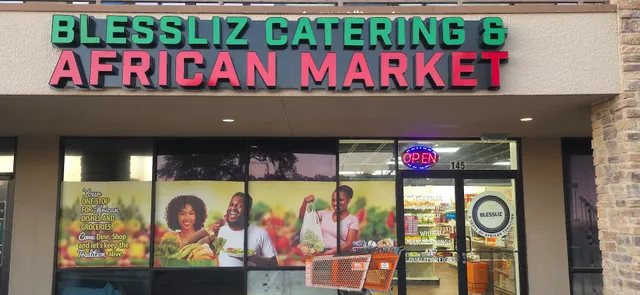 BLESSLIZ CATERING &
AFRICAN MARKET
OPEN
145
Your
ONE-STOP
FOR African
DISHES AND
GROCERIES.
Come Dine, Shop
and let's keep the
Tradition alive!
BLESSLIZ